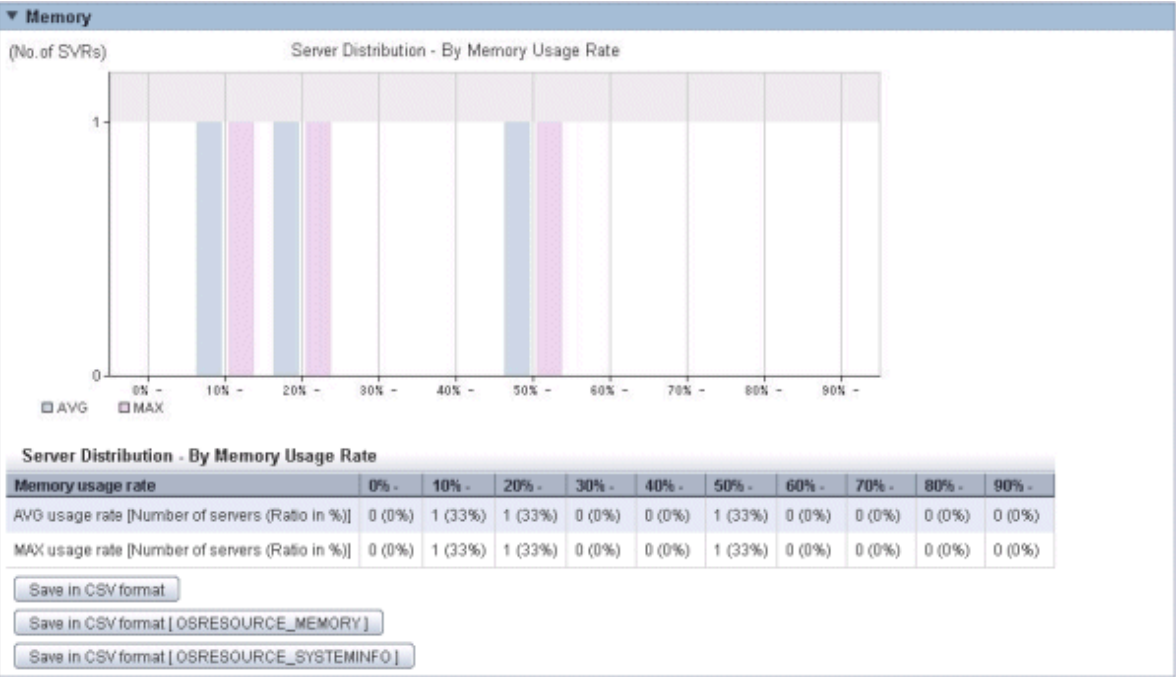 ▼ Memory
(No. of SVRs) Server Distribution - By Memory Usage Rate
1
0
0% - 10% - 20% - 30% - 40% - 50% - 60% - 70% - 80% - 90% -
AVG MAX
Server Distribution - By Memory Usage Rate
Memory usage rate 0% - 10% - 20% - 30% - 40% - 50% - 60% - 70% - 80% - 90% -
AVG usage rate [Number of servers (Ratio in %)] 0 (0%) 1 (33%) 1 (33%) 0 (0%) 0 (0%) 1 (33%) 0 (0%) 0 (0%) 0 (0%) 0 (0%)
MAX usage rate [Number of servers (Ratio in %)] 0 (0%) 1 (33%) 1 (33%) 0 (0%) 0 (0%) 1 (33%) 0 (0%) 0 (0%) 0 (0%) 0 (0%)
Save in CSV format
Save in CSV format [ OSRESOURCE_MEMORY ]
Save in CSV format [ OSRESOURCE_SYSTEMINFO ]